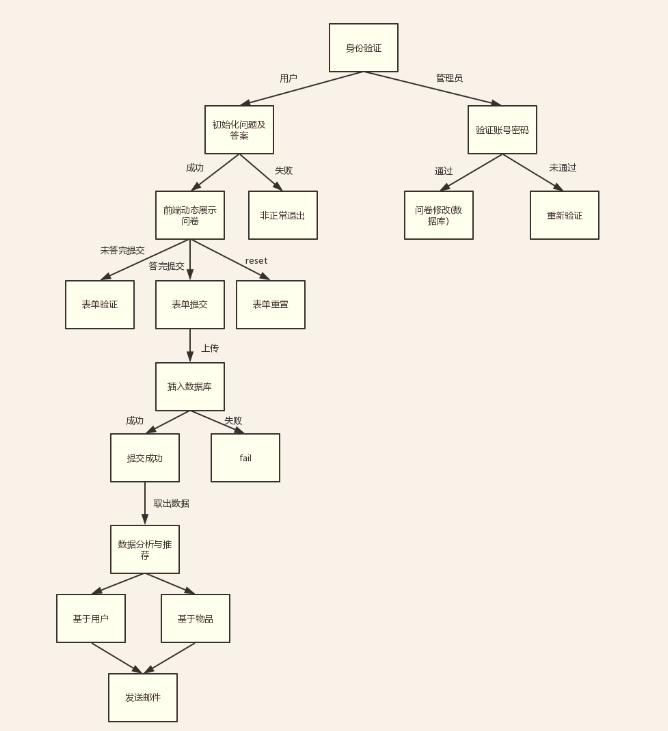 身份验证
用户
管理员
初始化问题及
答案
验证账号密码
成功
失败
通过
未通过
前端动态展示
问卷
非正常退出
问卷修改(数
据库)
重新验证
未答完提交
答完提交
reset
表单验证
表单提交
表单重置
上传
插入数据库
成功
失败
提交成功
fail
取出数据
数据分析与推
荐
基于用户
基于物品
发送邮件